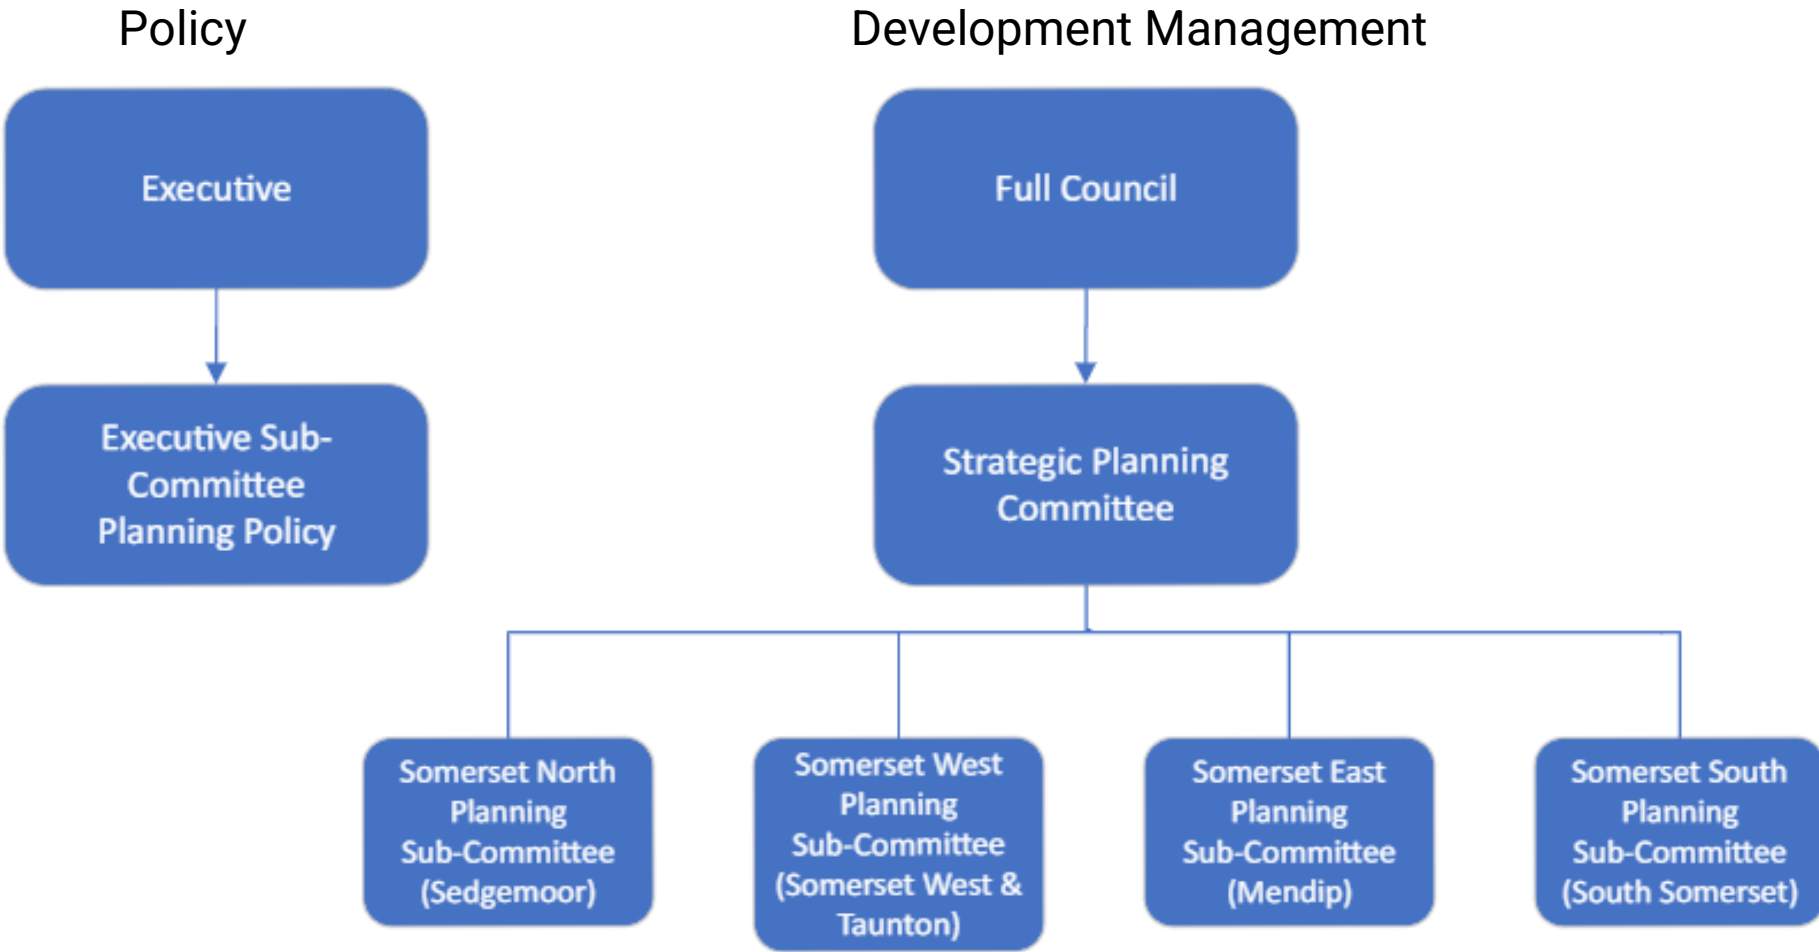 Policy
Development Management
Executive
Full Council
Executive Sub-
Committee
Planning Policy
Strategic Planning
Committee
Somerset North
Planning
Sub-Committee
(Sedgemoor)
Somerset West
Planning
Sub-Committee
(Somerset West &
Taunton)
Somerset East
Planning
Sub-Committee
(Mendip)
Somerset South
Planning
Sub-Committee
(South Somerset)